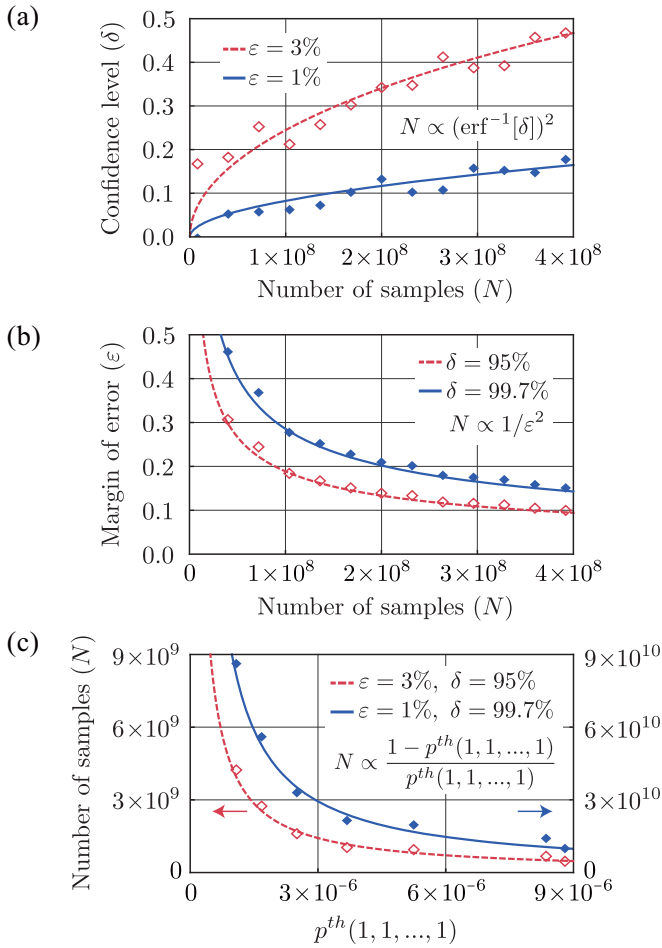 (a)
Confidence level (δ)
0.5
0.4
0.3
0.2
0.1
0.0
ε = 3%
ε = 1%
N ∝ (erf⁻¹[δ])²
0 1×10⁸ 2×10⁸ 3×10⁸ 4×10⁸
Number of samples (N)
(b)
Margin of error (ε)
0.5
0.4
0.3
0.2
0.1
0.0
δ = 95%
δ = 99.7%
N ∝ 1/ε²
0 1×10⁸ 2×10⁸ 3×10⁸ 4×10⁸
Number of samples (N)
(c)
Number of samples (N)
9×10⁹
6×10⁹
3×10⁹
0
ε = 3%, δ = 95%
ε = 1%, δ = 99.7%
N ∝ (1 − pᵗʰ(1, 1, ..., 1))/(pᵗʰ(1, 1, ..., 1))
9×10¹⁰
6×10¹⁰
3×10¹⁰
0
0 3×10⁻⁶ 6×10⁻⁶ 9×10⁻⁶
pᵗʰ(1, 1, ..., 1)